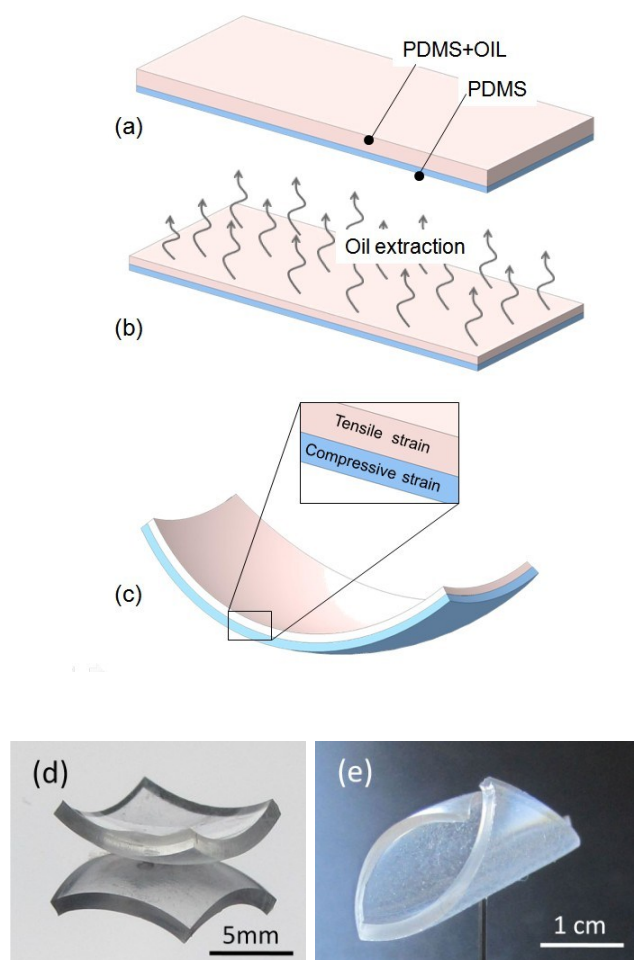 PDMS+OIL
PDMS
(a)
Oil extraction
(b)
Tensile strain
Compressive strain
(c)
(d)
5mm
(e)
1 cm